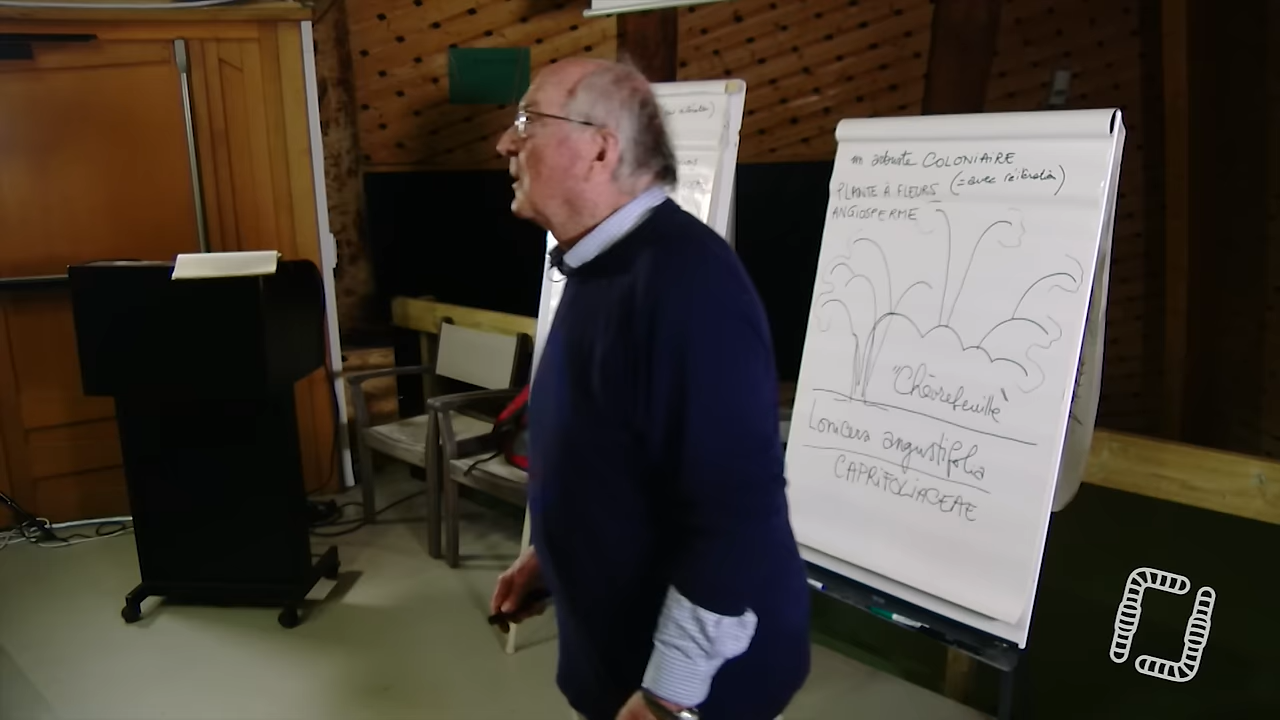 un arbuste COLONIAIRE
(= avec réitération)
PLANTE À FLEURS
ANGIOSPERME
"Chèvrefeuille"
Lonicera angustifolia
CAPRIFOLIACEAE